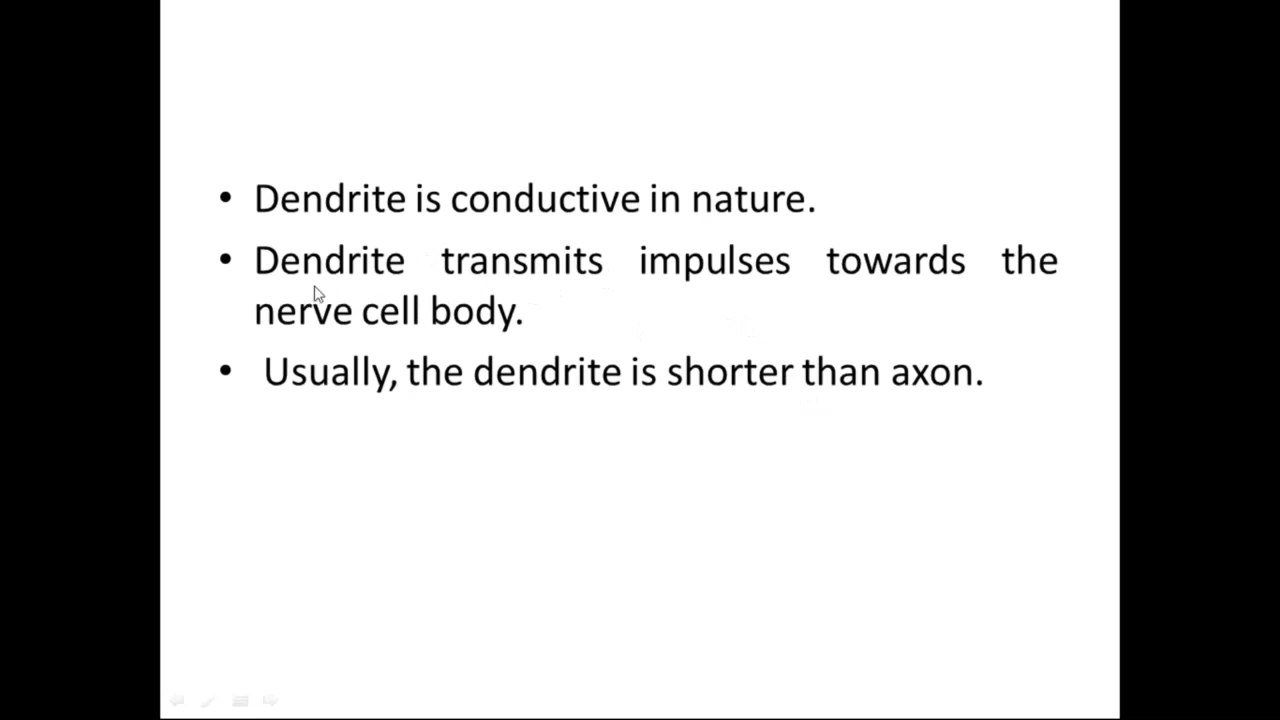 • Dendrite is conductive in nature.
• Dendrite transmits impulses towards the
nerve cell body.
• Usually, the dendrite is shorter than axon.